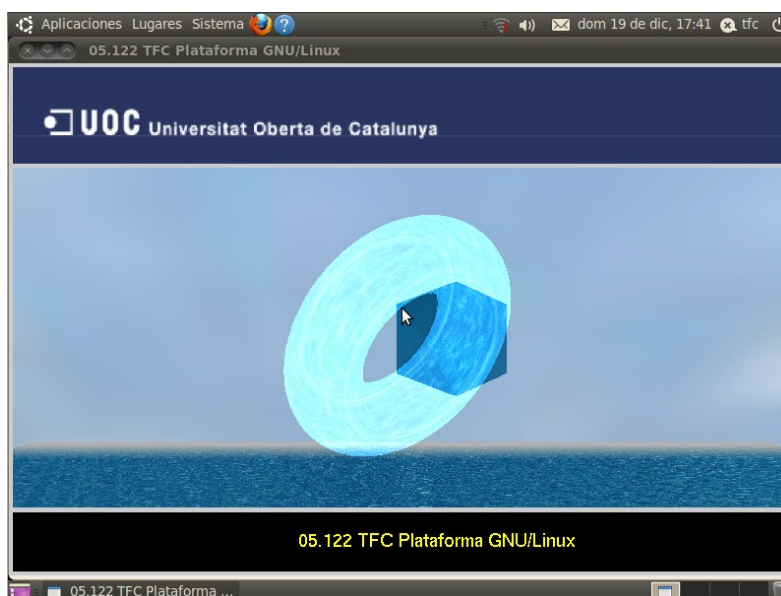 Aplicaciones Lugares Sistema ? dom 19 de dic, 17:41 tfc
05.122 TFC Plataforma GNU/Linux
UOC Universitat Oberta de Catalunya
05.122 TFC Plataforma GNU/Linux
05.122 TFC Plataforma ...